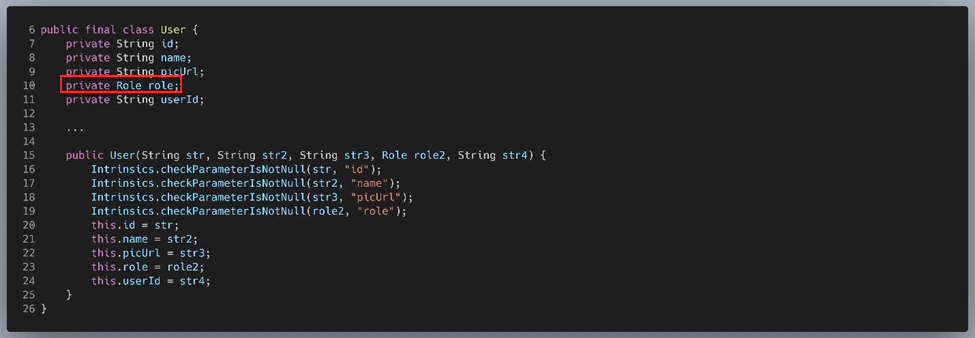 6 public final class User {
7 private String id;
8 private String name;
9 private String picUrl;
10 private Role role;
11 private String userId;
12
13 ...
14
15 public User(String str, String str2, String str3, Role role2, String str4) {
16 Intrinsics.checkParameterIsNotNull(str, "id");
17 Intrinsics.checkParameterIsNotNull(str2, "name");
18 Intrinsics.checkParameterIsNotNull(str3, "picUrl");
19 Intrinsics.checkParameterIsNotNull(role2, "role");
20 this.id = str;
21 this.name = str2;
22 this.picUrl = str3;
23 this.role = role2;
24 this.userId = str4;
25 }
26 }